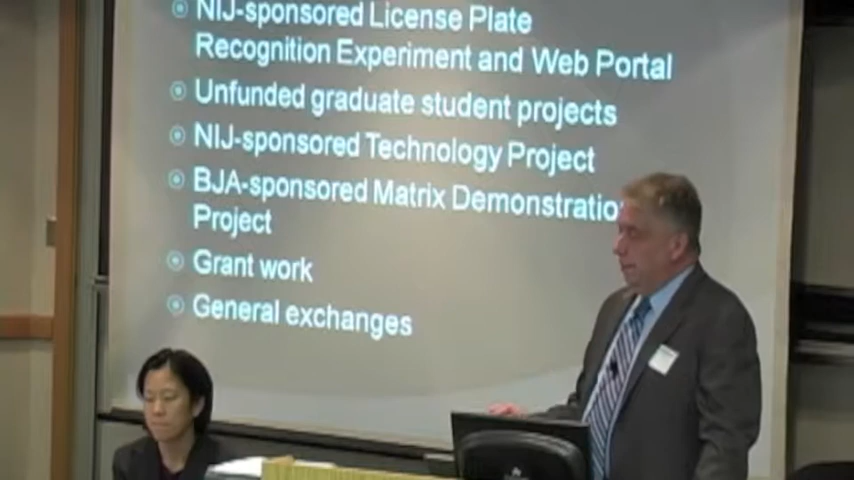 NIJ-sponsored License Plate
Recognition Experiment and Web Portal
Unfunded graduate student projects
NIJ-sponsored Technology Project
BJA-sponsored Matrix Demonstratio
Project
Grant work
General exchanges